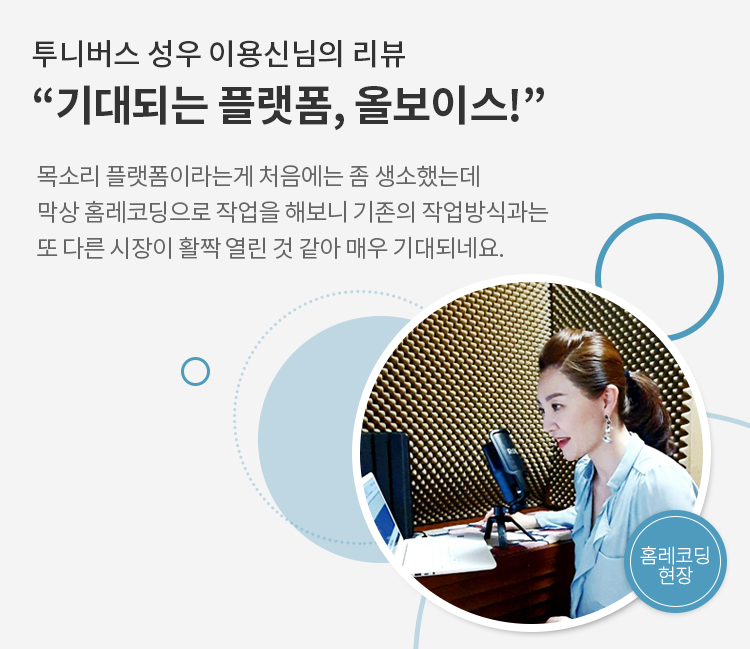 투니버스 성우 이용신님의 리뷰
“기대되는 플랫폼, 올보이스!”
목소리 플랫폼이라는게 처음에는 좀 생소했는데
막상 홈레코딩으로 작업을 해보니 기존의 작업방식과는
또 다른 시장이 활짝 열린 것 같아 매우 기대되네요.
홈레코딩
현장